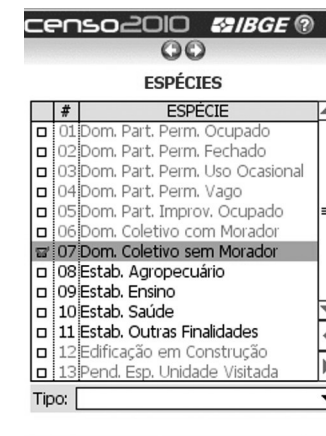 censo2010 IBGE ?
ESPÉCIES
# ESPÉCIE
01 Dom. Part. Perm. Ocupado
02 Dom. Part. Perm. Fechado
03 Dom. Part. Perm. Uso Ocasional
04 Dom. Part. Perm. Vago
05 Dom. Part. Improv. Ocupado
06 Dom. Coletivo com Morador
07 Dom. Coletivo sem Morador
08 Estab. Agropecuário
09 Estab. Ensino
10 Estab. Saúde
11 Estab. Outras Finalidades
12 Edificação em Construção
13 Pend. Esp. Unidade Visitada
Tipo: